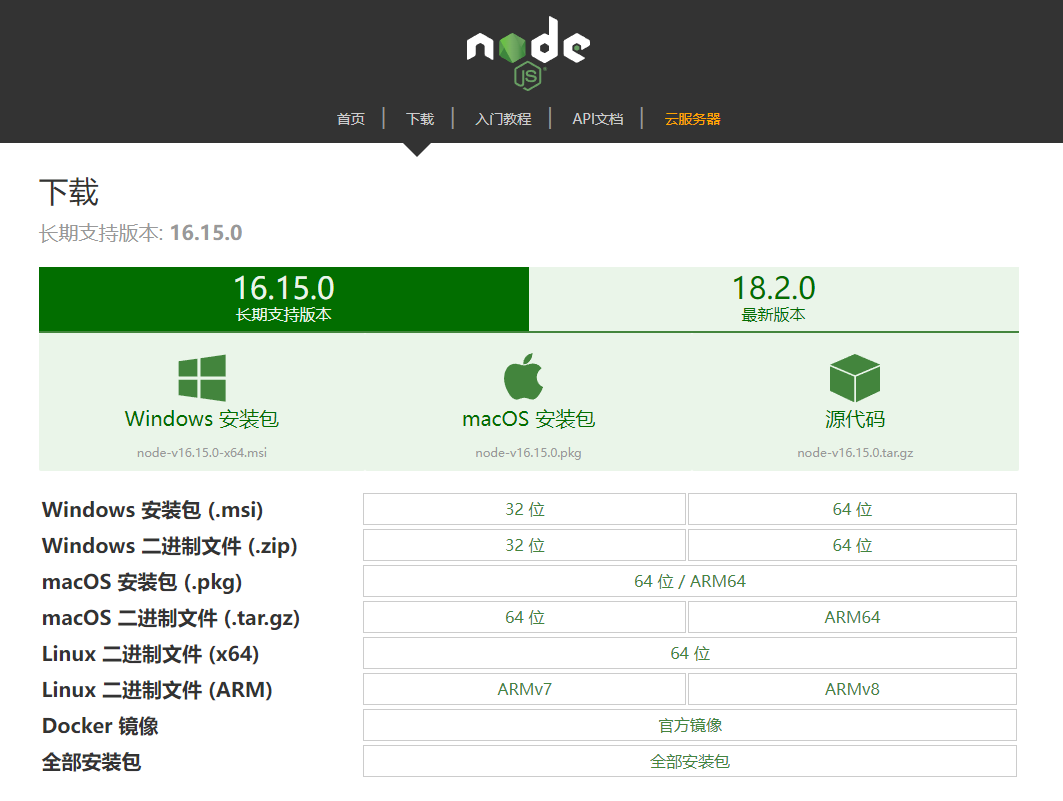 node
JS
首页 下载 入门教程 API文档 云服务器
下载
长期支持版本: 16.15.0
16.15.0 18.2.0
长期支持版本 最新版本
Windows 安装包 macOS 安装包 源代码
node-v16.15.0-x64.msi node-v16.15.0.pkg node-v16.15.0.tar.gz
Windows 安装包 (.msi) 32 位 64 位
Windows 二进制文件 (.zip) 32 位 64 位
macOS 安装包 (.pkg) 64 位 / ARM64
macOS 二进制文件 (.tar.gz) 64 位 ARM64
Linux 二进制文件 (x64) 64 位
Linux 二进制文件 (ARM) ARMv7 ARMv8
Docker 镜像 官方镜像
全部安装包 全部安装包